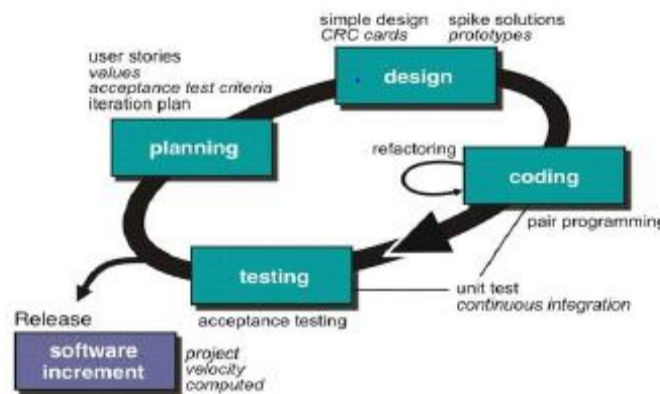 simple design
CRC cards
spike solutions
prototypes
design
user stories
values
acceptance test criteria
iteration plan
planning
refactoring
coding
pair programming
testing
unit test
continuous integration
acceptance testing
Release
software
increment
project
velocity
computed